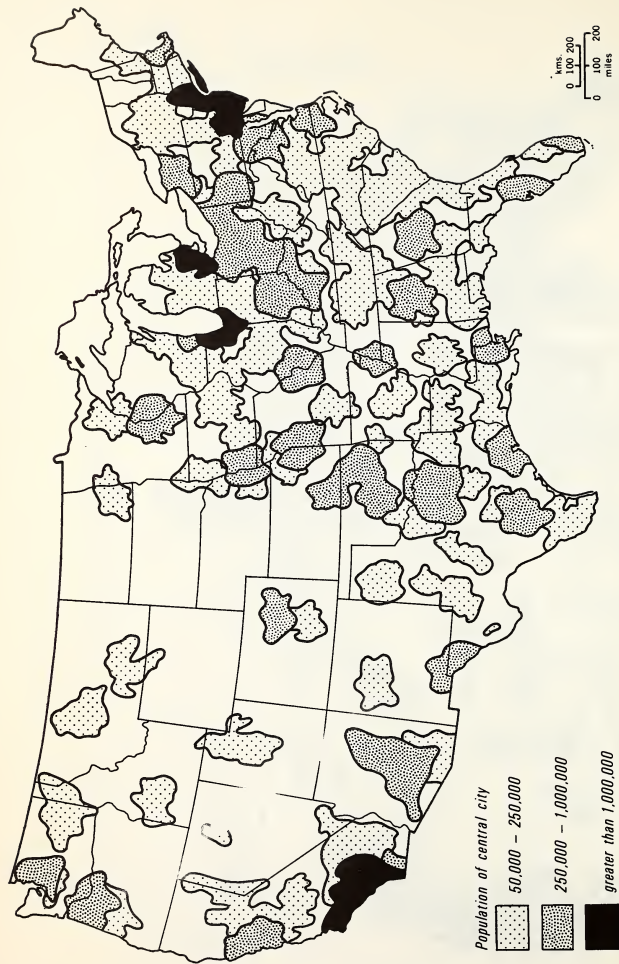 Population of central city
50,000 – 250,000
250,000 – 1,000,000
greater than 1,000,000
kms.
0 100 200
0 100 200
miles